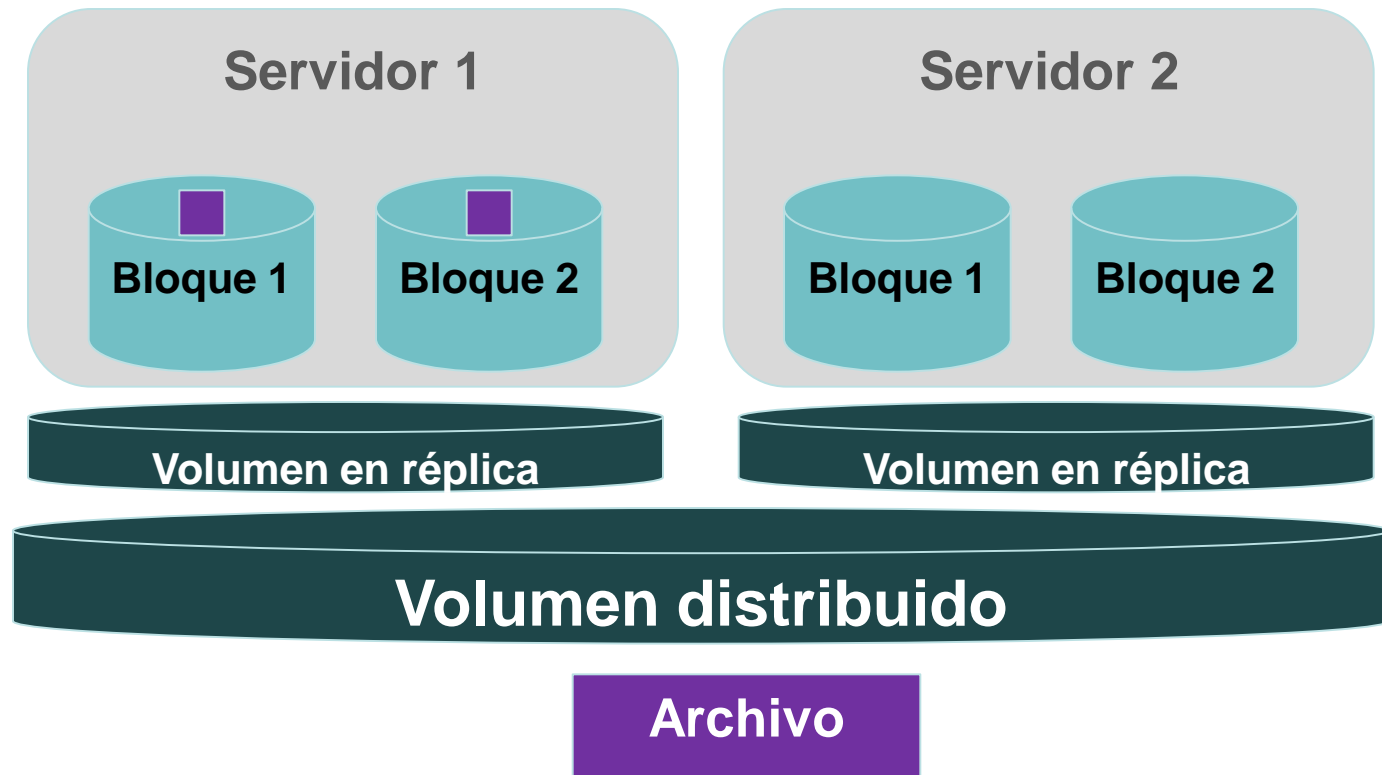 Servidor 1
Servidor 2
Bloque 1
Bloque 2
Bloque 1
Bloque 2
Volumen en réplica
Volumen en réplica
Volumen distribuido
Archivo